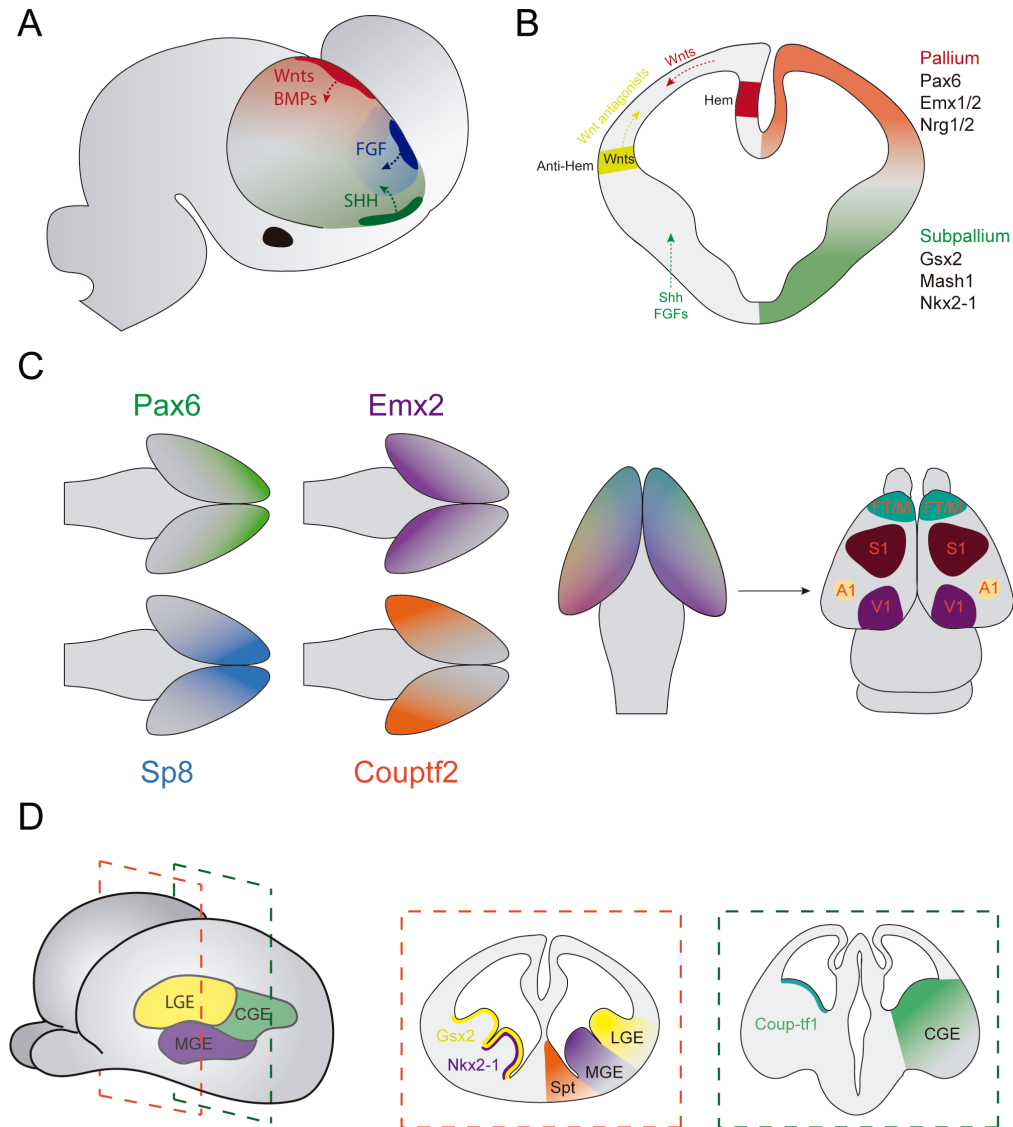 A
Wnts
BMPs
FGF
SHH
B
Wnts
Wnt antagonists
Hem
Anti-Hem
Wnts
Shh
FGFs
Pallium
Pax6
Emx1/2
Nrg1/2
Subpallium
Gsx2
Mash1
Nkx2-1
C
Pax6
Emx2
Sp8
Couptf2
FT/M FT/M
S1 S1
A1 A1
V1 V1
D
LGE
CGE
MGE
Gsx2
Nkx2-1
LGE
MGE
Spt
Coup-tf1
CGE